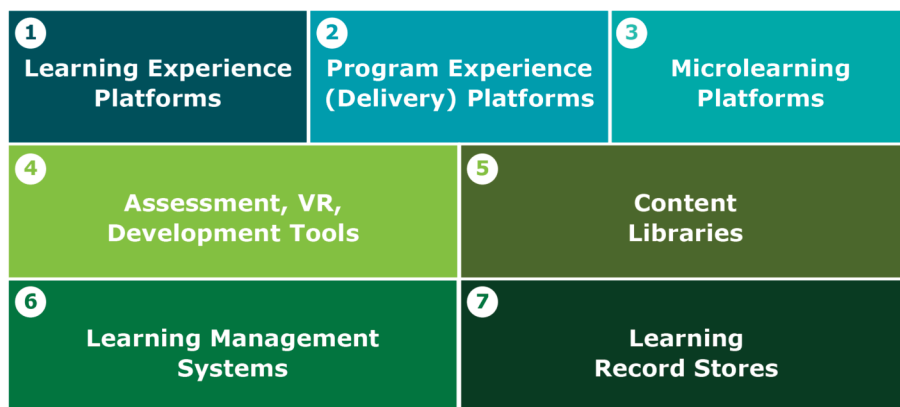 1
Learning Experience
Platforms
2
Program Experience
(Delivery) Platforms
3
Microlearning
Platforms
4
Assessment, VR,
Development Tools
5
Content
Libraries
6
Learning Management
Systems
7
Learning
Record Stores